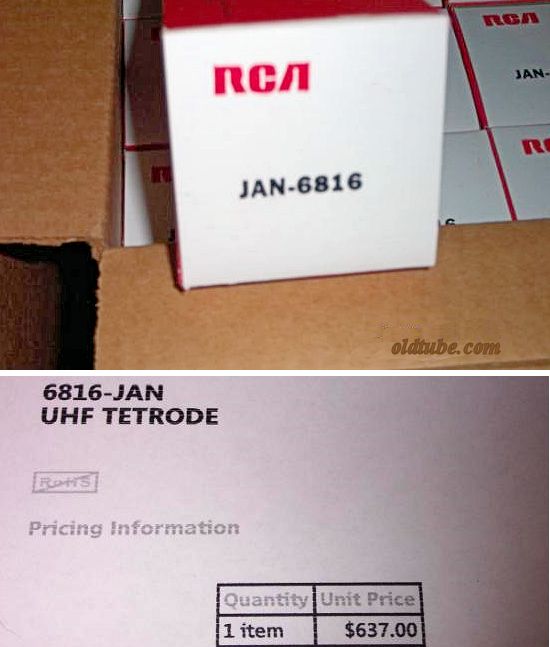 RCA
JAN-6816
RCA
JAN-
oldtube.com
6816-JAN
UHF TETRODE
RoHS
Pricing Information
Quantity Unit Price
1 item $637.00